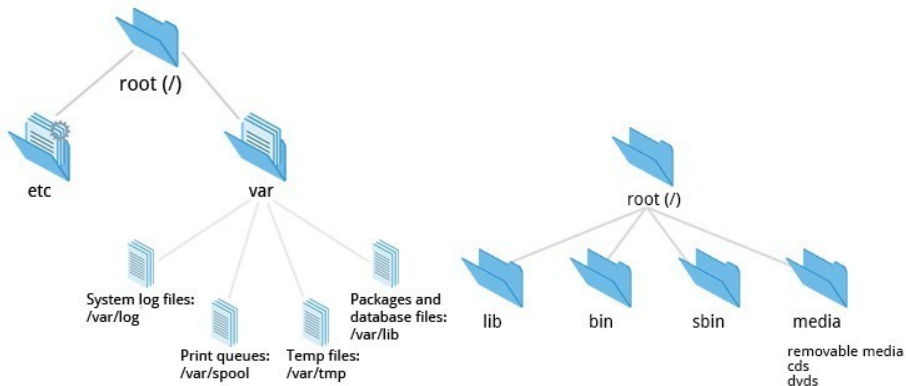 root (/)
etc
var
System log files:
/var/log
Print queues:
/var/spool
Temp files:
/var/tmp
Packages and
database files:
/var/lib
root (/)
lib
bin
sbin
media
removable media
cds
dvds